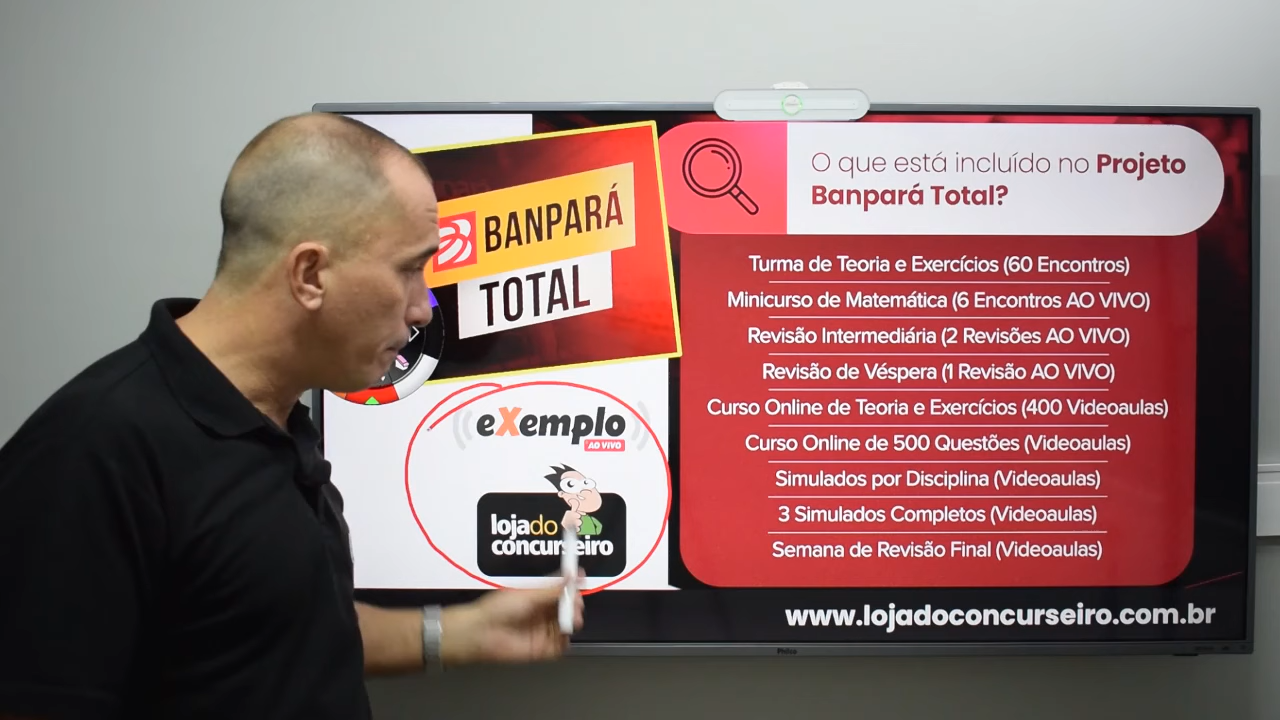 BANPARÁ
TOTAL
eXemplo
AO VIVO
lojado
concurseiro
O que está incluído no Projeto
Banpará Total?
Turma de Teoria e Exercícios (60 Encontros)
Minicurso de Matemática (6 Encontros AO VIVO)
Revisão Intermediária (2 Revisões AO VIVO)
Revisão de Véspera (1 Revisão AO VIVO)
Curso Online de Teoria e Exercícios (400 Videoaulas)
Curso Online de 500 Questões (Videoaulas)
Simulados por Disciplina (Videoaulas)
3 Simulados Completos (Videoaulas)
Semana de Revisão Final (Videoaulas)
www.lojadoconcurseiro.com.br
Philco